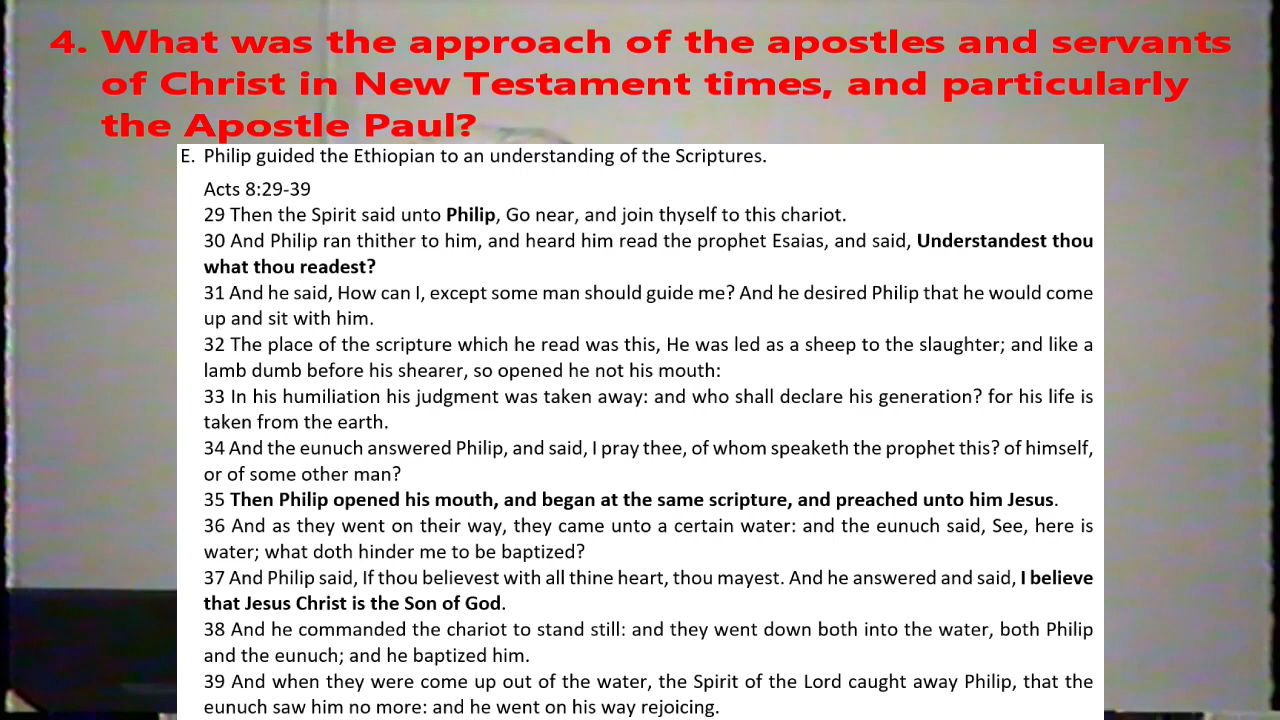 4. What was the approach of the apostles and servants
of Christ in New Testament times, and particularly
the Apostle Paul?
E. Philip guided the Ethiopian to an understanding of the Scriptures.
Acts 8:29-39
29 Then the Spirit said unto Philip, Go near, and join thyself to this chariot.
30 And Philip ran thither to him, and heard him read the prophet Esaias, and said, Understandest thou
what thou readest?
31 And he said, How can I, except some man should guide me? And he desired Philip that he would come
up and sit with him.
32 The place of the scripture which he read was this, He was led as a sheep to the slaughter; and like a
lamb dumb before his shearer, so opened he not his mouth:
33 In his humiliation his judgment was taken away: and who shall declare his generation? for his life is
taken from the earth.
34 And the eunuch answered Philip, and said, I pray thee, of whom speaketh the prophet this? of himself,
or of some other man?
35 Then Philip opened his mouth, and began at the same scripture, and preached unto him Jesus.
36 And as they went on their way, they came unto a certain water: and the eunuch said, See, here is
water; what doth hinder me to be baptized?
37 And Philip said, If thou believest with all thine heart, thou mayest. And he answered and said, I believe
that Jesus Christ is the Son of God.
38 And he commanded the chariot to stand still: and they went down both into the water, both Philip
and the eunuch; and he baptized him.
39 And when they were come up out of the water, the Spirit of the Lord caught away Philip, that the
eunuch saw him no more: and he went on his way rejoicing.